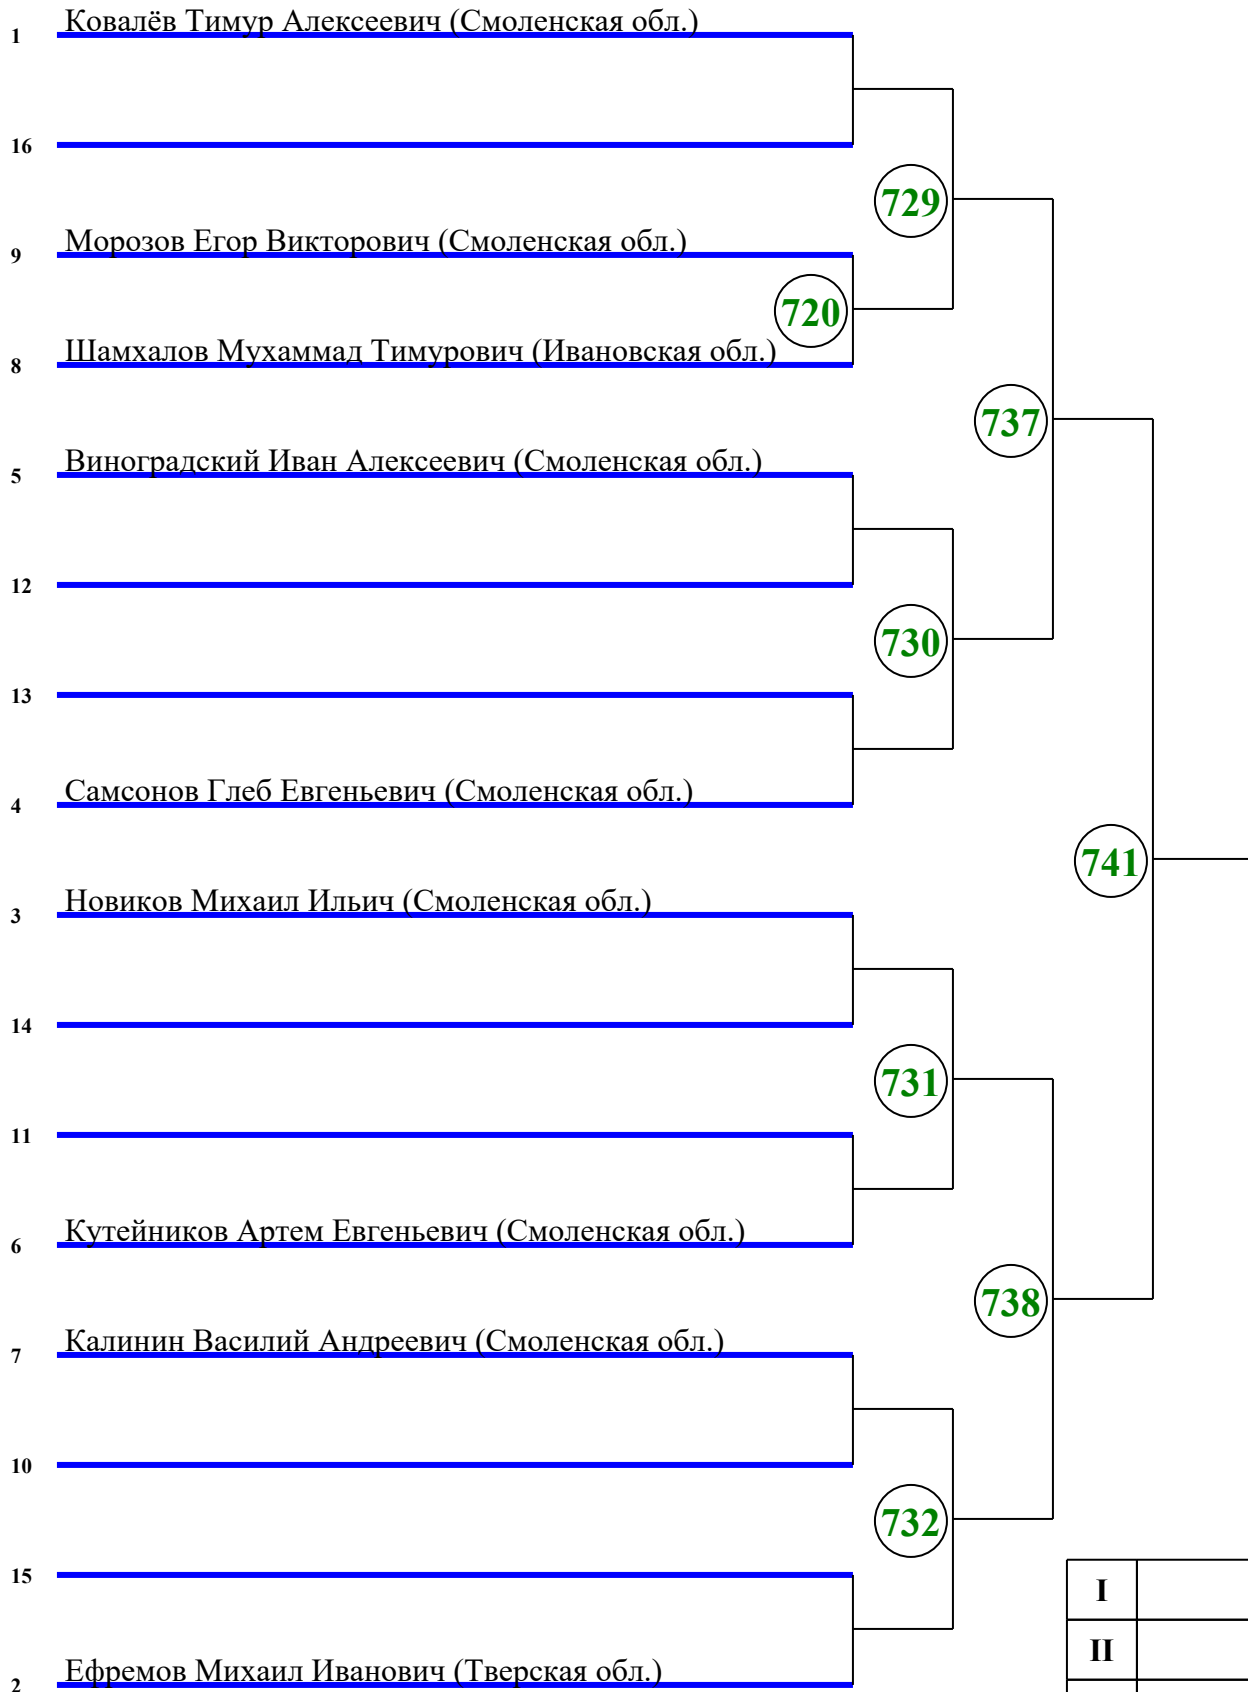 Ковалёв Тимур Алексеевич (Смоленская обл.)
1
16
729
Морозов Егор Викторович (Смоленская обл.)
9
720
Шамхалов Мухаммад Тимурович (Ивановская обл.)
8
737
Виноградский Иван Алексеевич (Смоленская обл.)
5
12
730
13
Самсонов Глеб Евгеньевич (Смоленская обл.)
4
741
Новиков Михаил Ильич (Смоленская обл.)
3
14
731
11
Кутейников Артем Евгеньевич (Смоленская обл.)
6
738
Калинин Василий Андреевич (Смоленская обл.)
7
10
732
15
I
II
Ефремов Михаил Иванович (Тверская обл.)
2